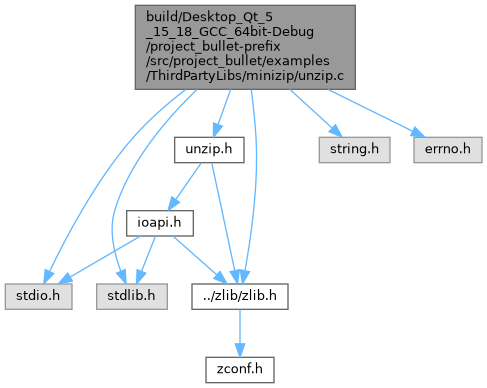 build/Desktop_Qt_5
_15_18_GCC_64bit-Debug
/project_bullet-prefix
/src/project_bullet/examples
/ThirdPartyLibs/minizip/unzip.c
unzip.h
string.h
errno.h
ioapi.h
stdio.h
stdlib.h
../zlib/zlib.h
zconf.h